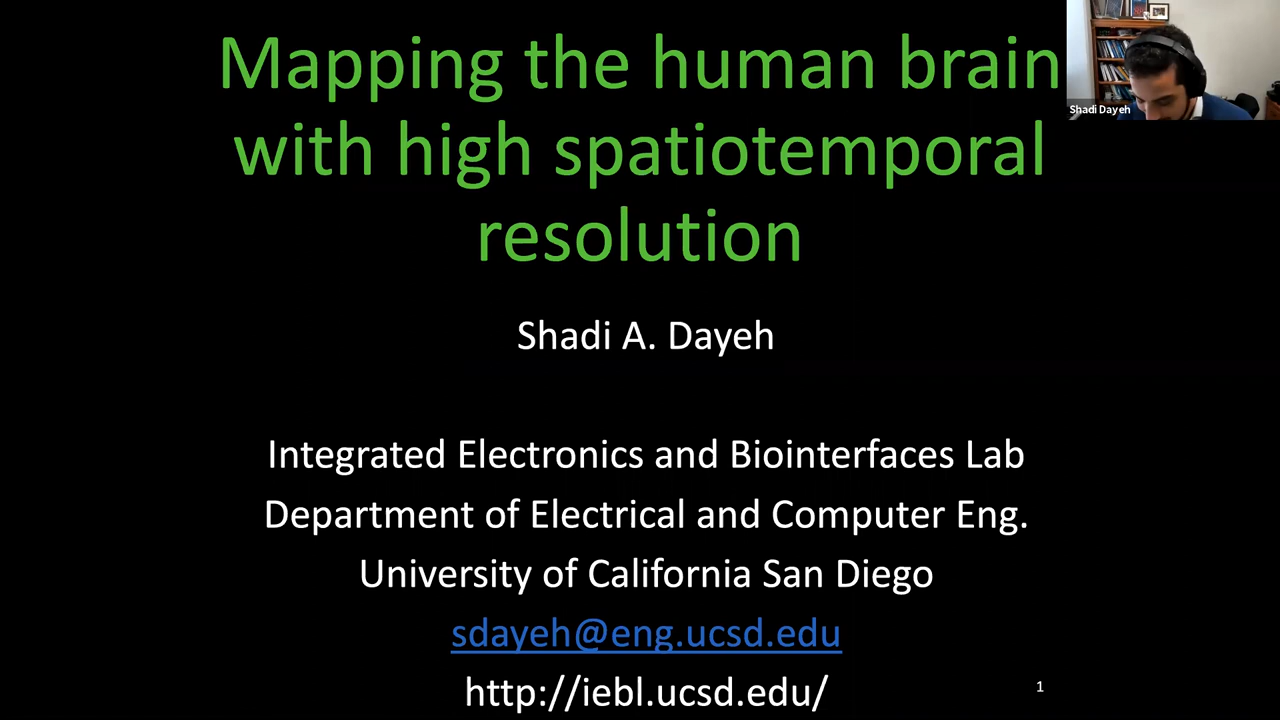 Mapping the human brain
with high spatiotemporal
resolution
Shadi Dayeh
Shadi A. Dayeh
Integrated Electronics and Biointerfaces Lab
Department of Electrical and Computer Eng.
University of California San Diego
sdayeh@eng.ucsd.edu
http://iebl.ucsd.edu/
1